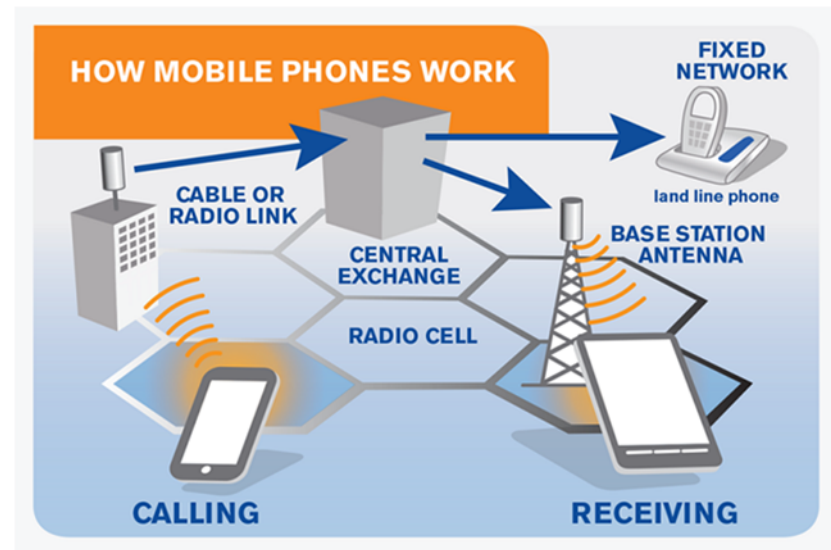 HOW MOBILE PHONES WORK
FIXED
NETWORK
land line phone
CABLE OR
RADIO LINK
CENTRAL
EXCHANGE
BASE STATION
ANTENNA
RADIO CELL
CALLING
RECEIVING